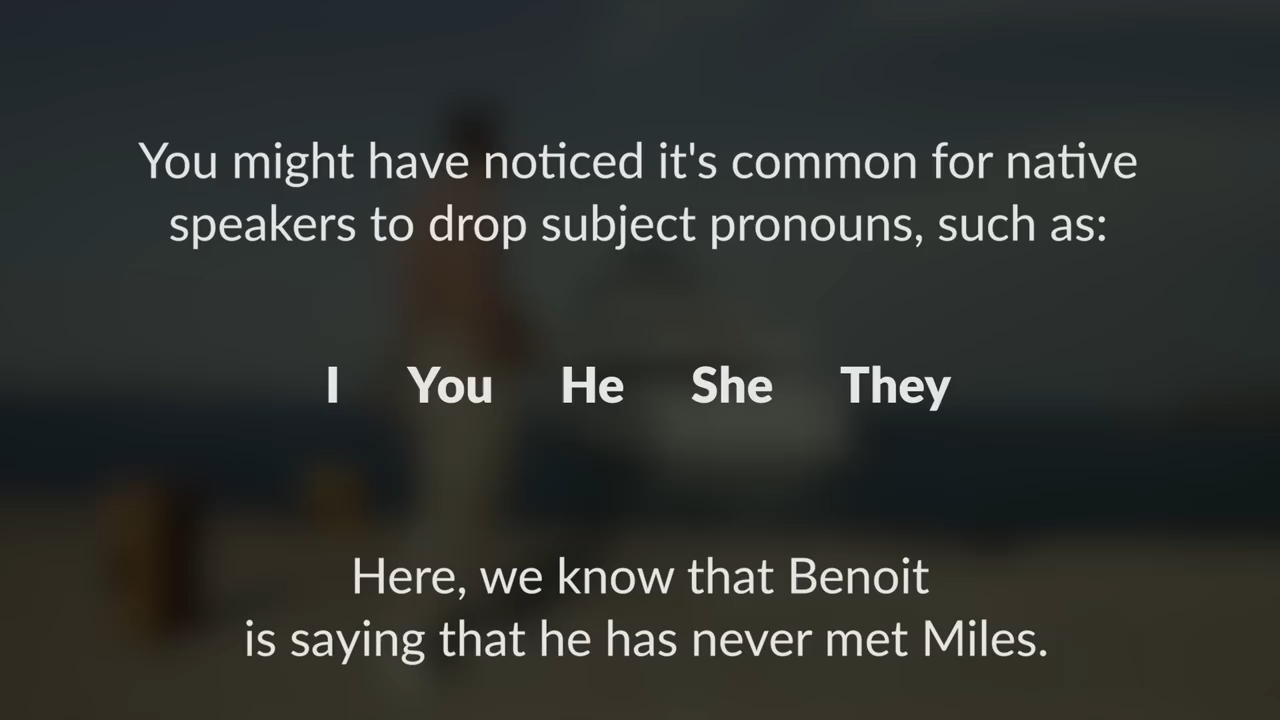 You might have noticed it's common for native
speakers to drop subject pronouns, such as:
I You He She They
Here, we know that Benoit
is saying that he has never met Miles.